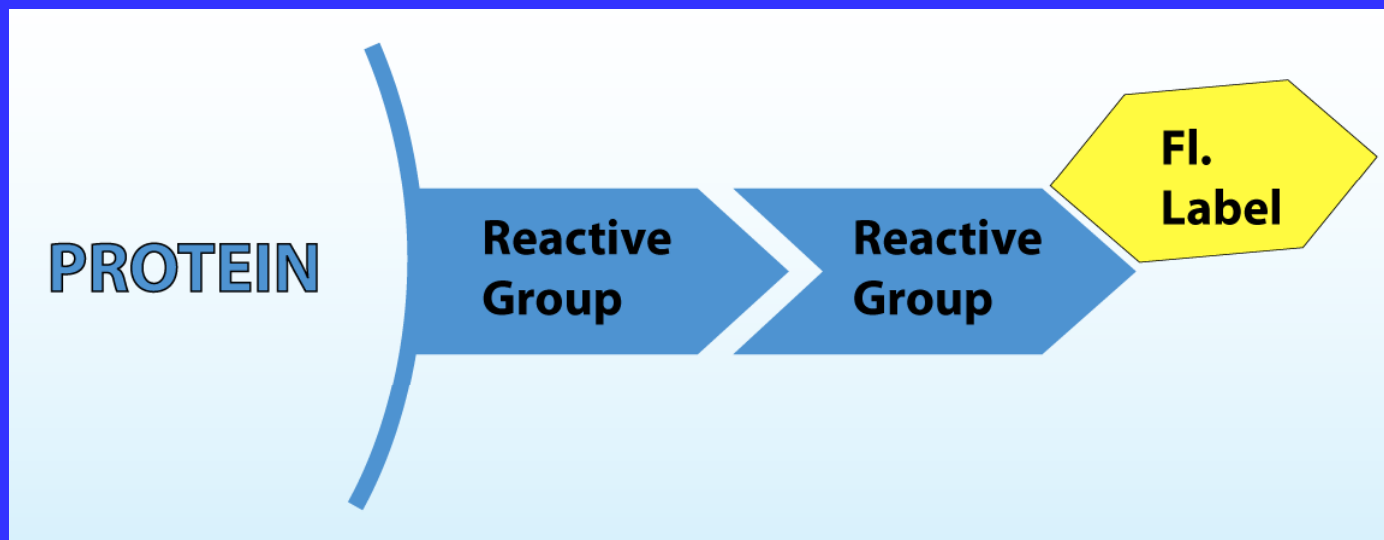 PROTEIN
Reactive
Group
Reactive
Group
Fl.
Label